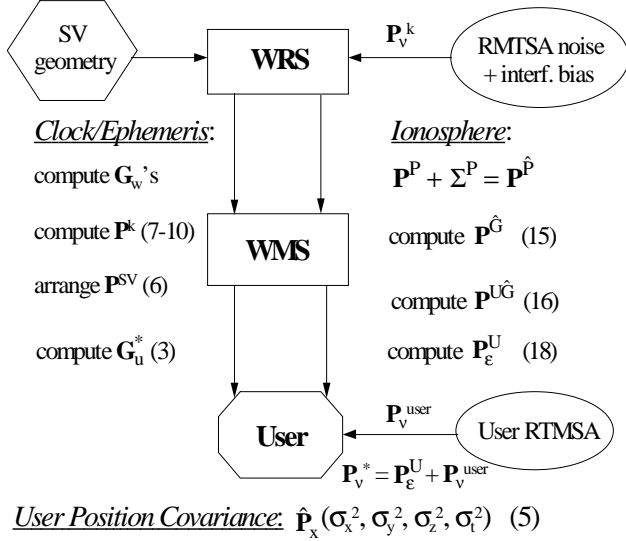 SV
geometry
WRS
P_ν^k
RMTSA noise
+ interf. bias
Clock/Ephemeris:
Ionosphere:
compute G_w's
P^P + Σ^P = P^P̂
compute P^k (7-10)
WMS
compute P^Ĝ (15)
arrange P^SV (6)
compute P^UĜ (16)
compute G_u^* (3)
compute P_ε^U (18)
User
P_ν^user
User RTMSA
P_ν^* = P_ε^U + P_ν^user
User Position Covariance: P̂_x(σ_x^2, σ_y^2, σ_z^2, σ_t^2) (5)